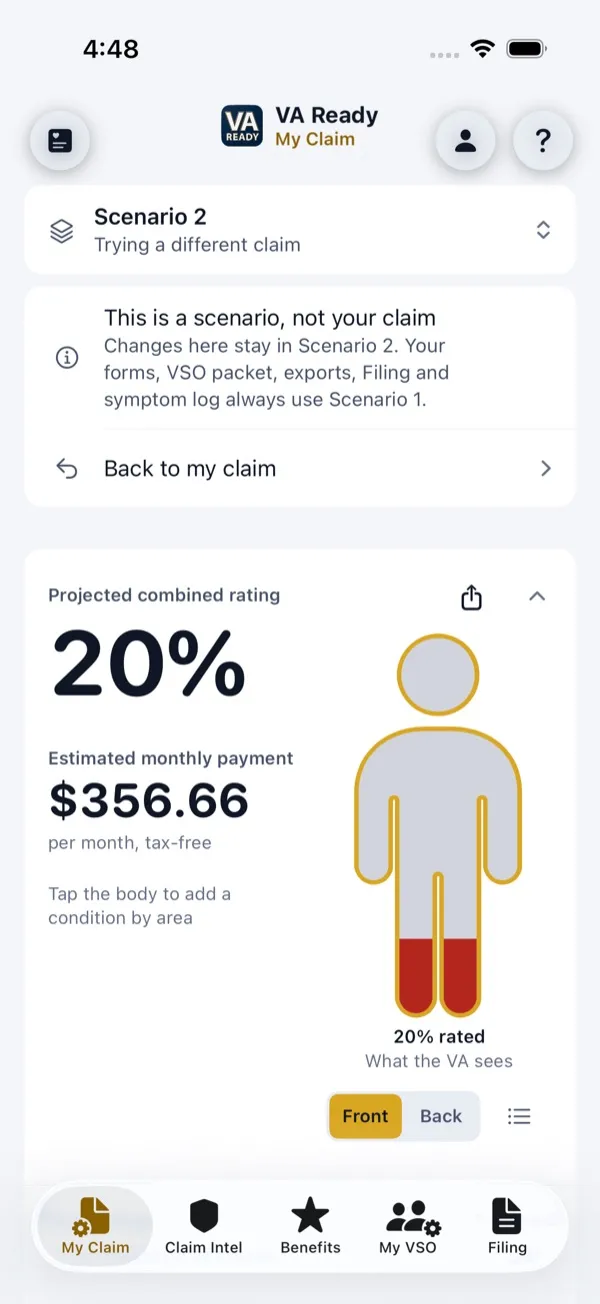 4:48
VA
READY
VA Ready
My Claim
?
Scenario 2
Trying a different claim
This is a scenario, not your claim
Changes here stay in Scenario 2. Your
forms, VSO packet, exports, Filing and
symptom log always use Scenario 1.
Back to my claim
Projected combined rating
20%
Estimated monthly payment
$356.66
per month, tax-free
Tap the body to add a
condition by area
20% rated
What the VA sees
Front
Back
My Claim
Claim Intel
Benefits
My VSO
Filing